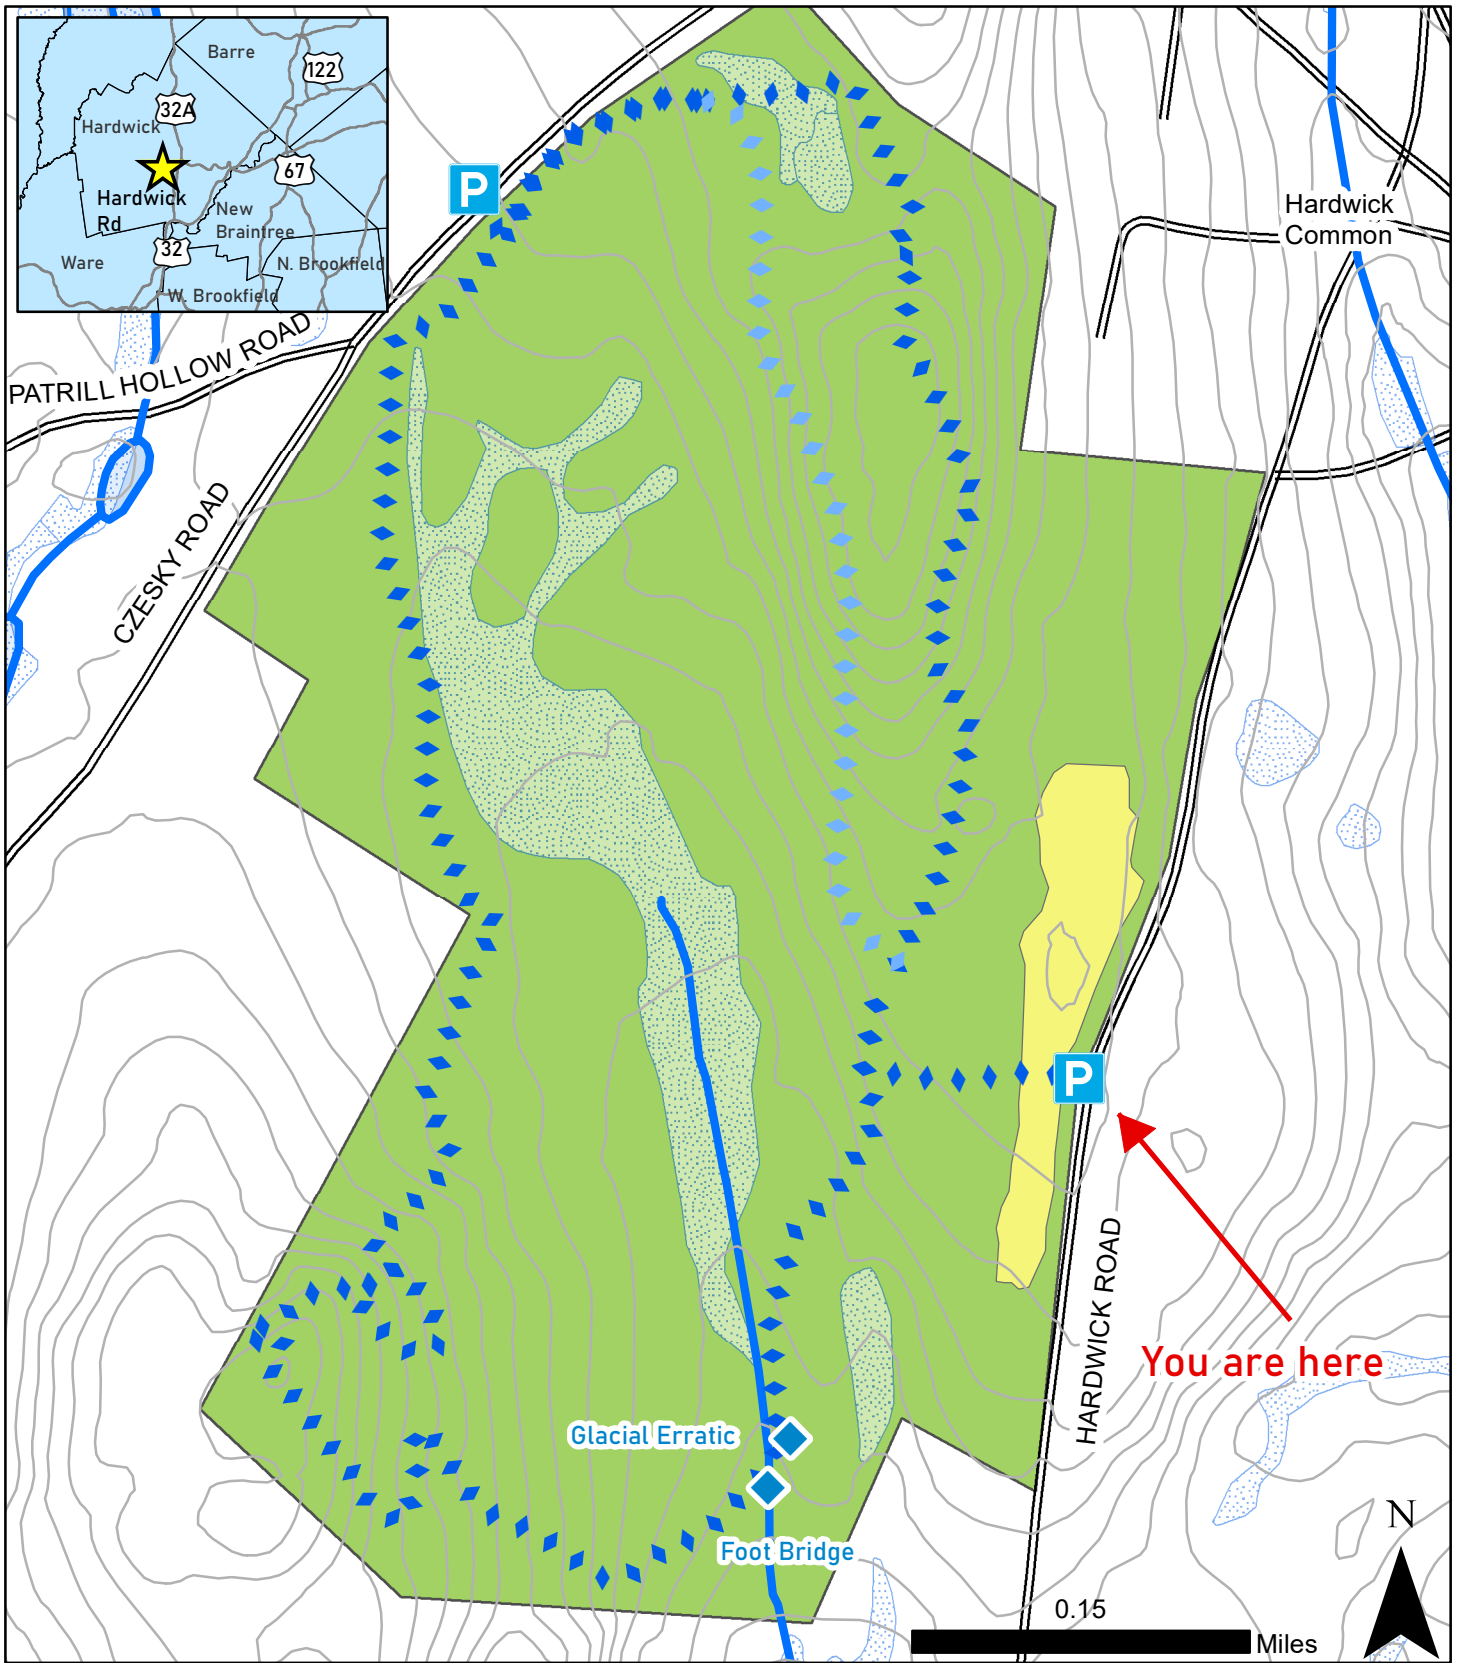 Barre
122
32A
Hardwick
67
Hardwick
Rd
New
Braintree
32
Ware
N. Brookfield
W. Brookfield
P
Hardwick
Common
PATRILL HOLLOW ROAD
CZESKY ROAD
P
HARDWICK ROAD
You are here
Glacial Erratic
Foot Bridge
N
0.15
Miles